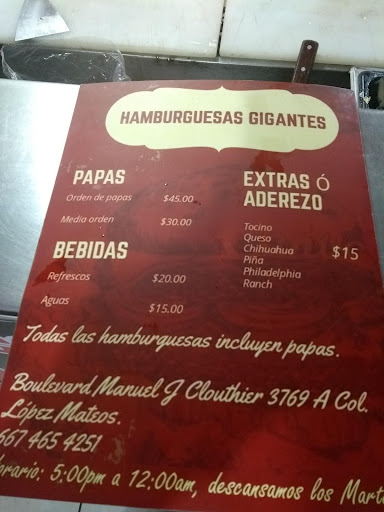 HAMBURGUESAS GIGANTES
PAPAS
Orden de papas $45.00
Media orden $30.00
BEBIDAS
Refrescos $20.00
Aguas $15.00
EXTRAS Ó
ADEREZO
Tocino
Queso
Chihuahua $15
Piña
Philadelphia
Ranch
Todas las hamburguesas incluyen papas.
Boulevard Manuel J Clouthier 3769 A Col.
López Mateos.
667 465 4251
orario: 5:00pm a 12:00am, descansamos los Mart